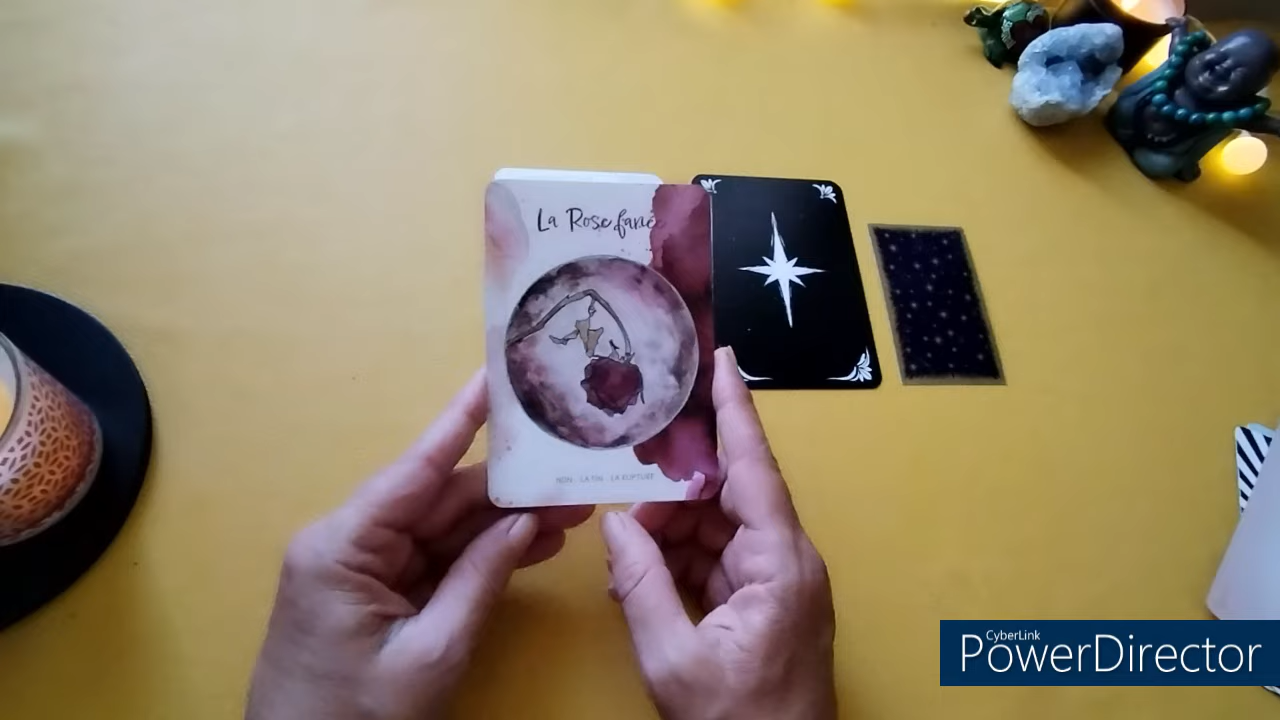 La Rose fanée
NON . LA FIN . LA RUPTURE
CyberLink
PowerDirector